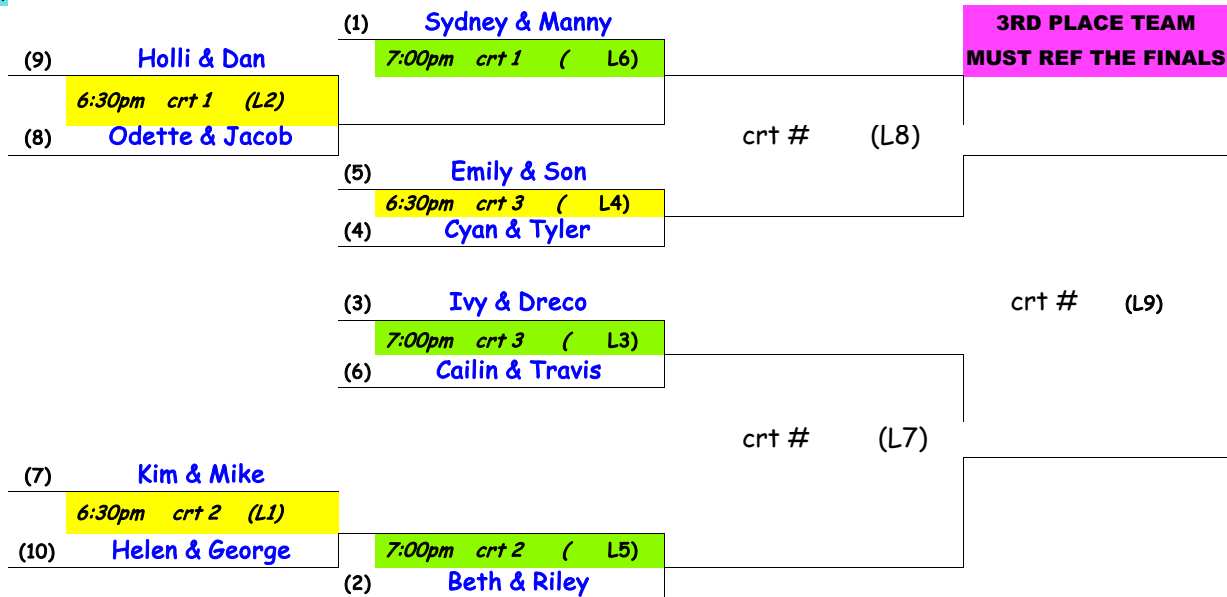 (1) Sydney & Manny
3RD PLACE TEAM
(9) Holli & Dan
7:00pm crt 1 ( L6)
MUST REF THE FINALS
6:30pm crt 1 (L2)
(8) Odette & Jacob
crt # (L8)
(5) Emily & Son
6:30pm crt 3 ( L4)
(4) Cyan & Tyler
(3) Ivy & Dreco
crt # (L9)
7:00pm crt 3 ( L3)
(6) Cailin & Travis
crt # (L7)
(7) Kim & Mike
6:30pm crt 2 (L1)
(10) Helen & George
7:00pm crt 2 ( L5)
(2) Beth & Riley